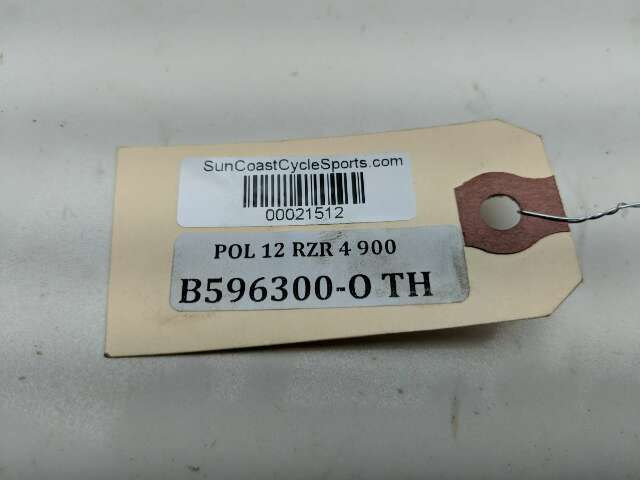 SunCoastCycleSports.com
00021512
POL 12 RZR 4 900
B596300-O TH